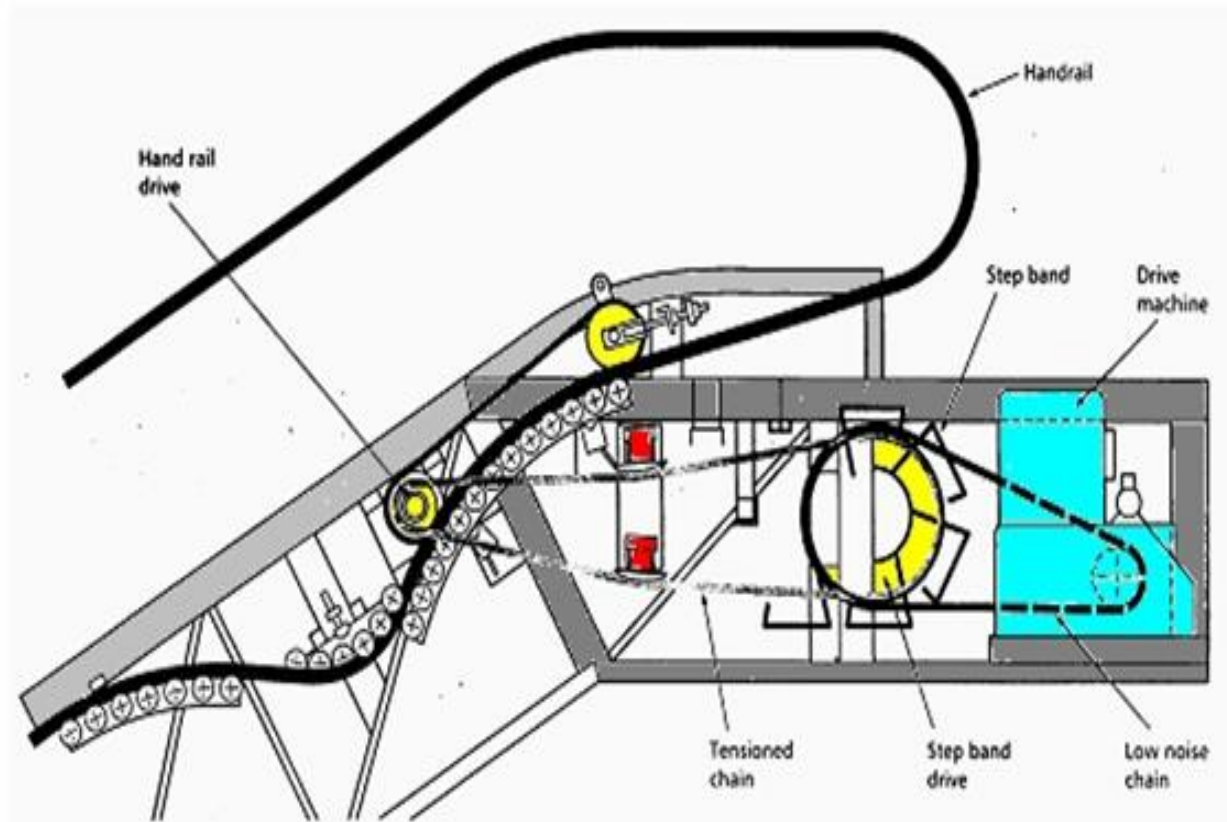 Handrail
Hand rail
drive
Step band
Drive
machine
Tensioned
chain
Step band
drive
Low noise
chain